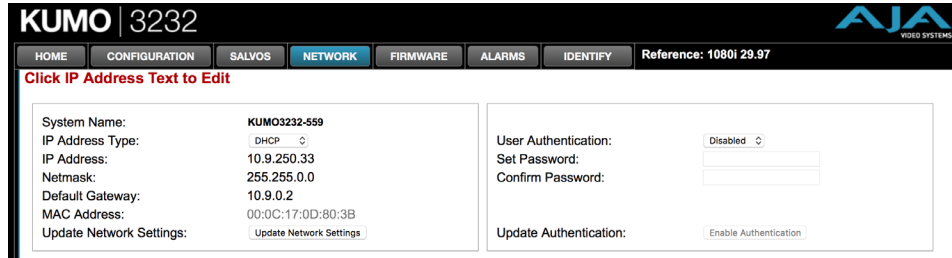 KUMO | 3232
AJA
VIDEO SYSTEMS
HOME CONFIGURATION SALVOS NETWORK FIRMWARE ALARMS IDENTIFY Reference: 1080i 29.97
Click IP Address Text to Edit
System Name: KUMO3232-559
IP Address Type: DHCP
IP Address: 10.9.250.33
Netmask: 255.255.0.0
Default Gateway: 10.9.0.2
MAC Address: 00:0C:17:0D:80:3B
Update Network Settings: Update Network Settings
User Authentication: Disabled
Set Password:
Confirm Password:
Update Authentication: Enable Authentication